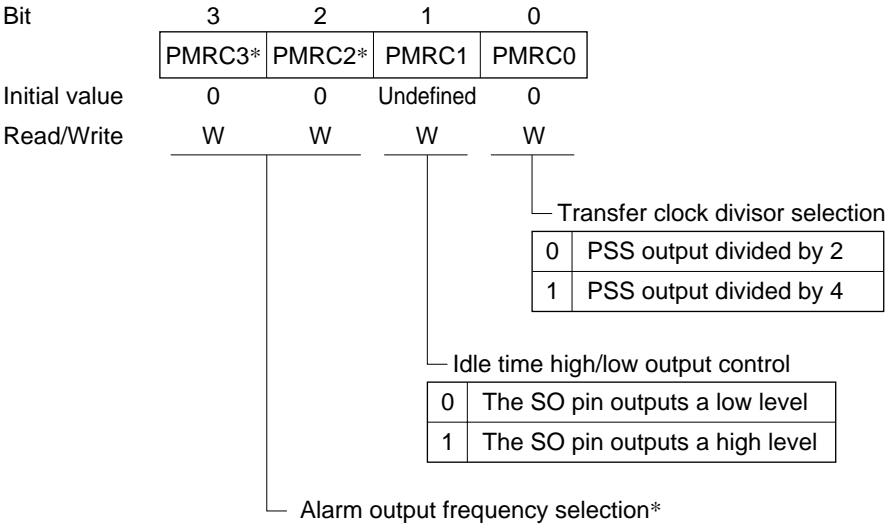 Bit 3 2 1 0
PMRC3* PMRC2* PMRC1 PMRC0
Initial value 0 0 Undefined 0
Read/Write W W W W
Transfer clock divisor selection
0 PSS output divided by 2
1 PSS output divided by 4
Idle time high/low output control
0 The SO pin outputs a low level
1 The SO pin outputs a high level
Alarm output frequency selection*